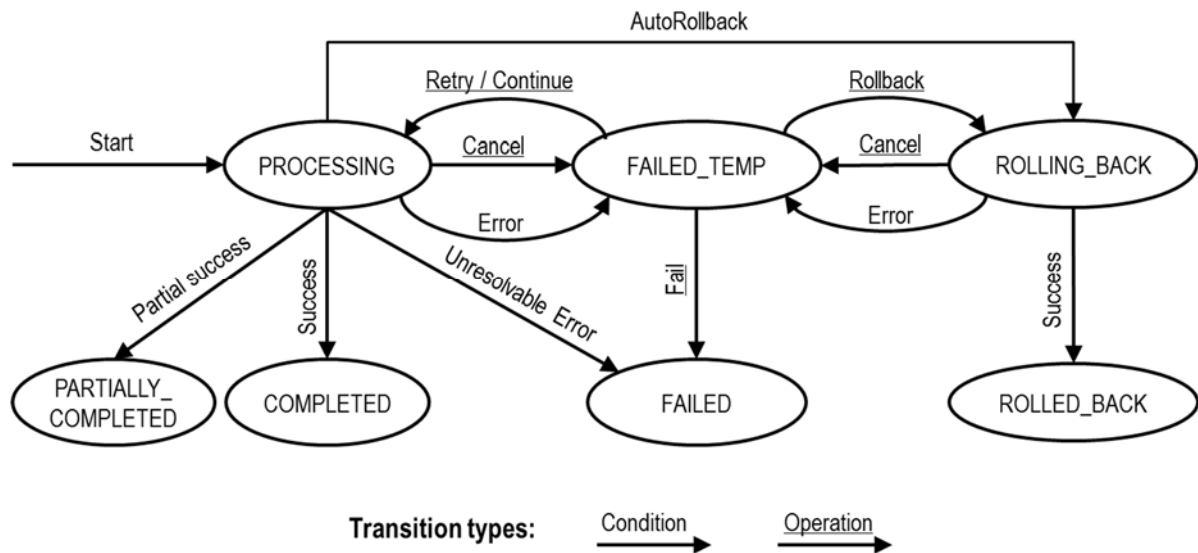 AutoRollback
Retry / Continue
Rollback
Start
PROCESSING
Cancel
FAILED_TEMP
Cancel
ROLLING_BACK
Error
Error
Partial success
Success
Unresolvable Error
Fail
Success
PARTIALLY_
COMPLETED
COMPLETED
FAILED
ROLLED_BACK
Transition types:
Condition
Operation